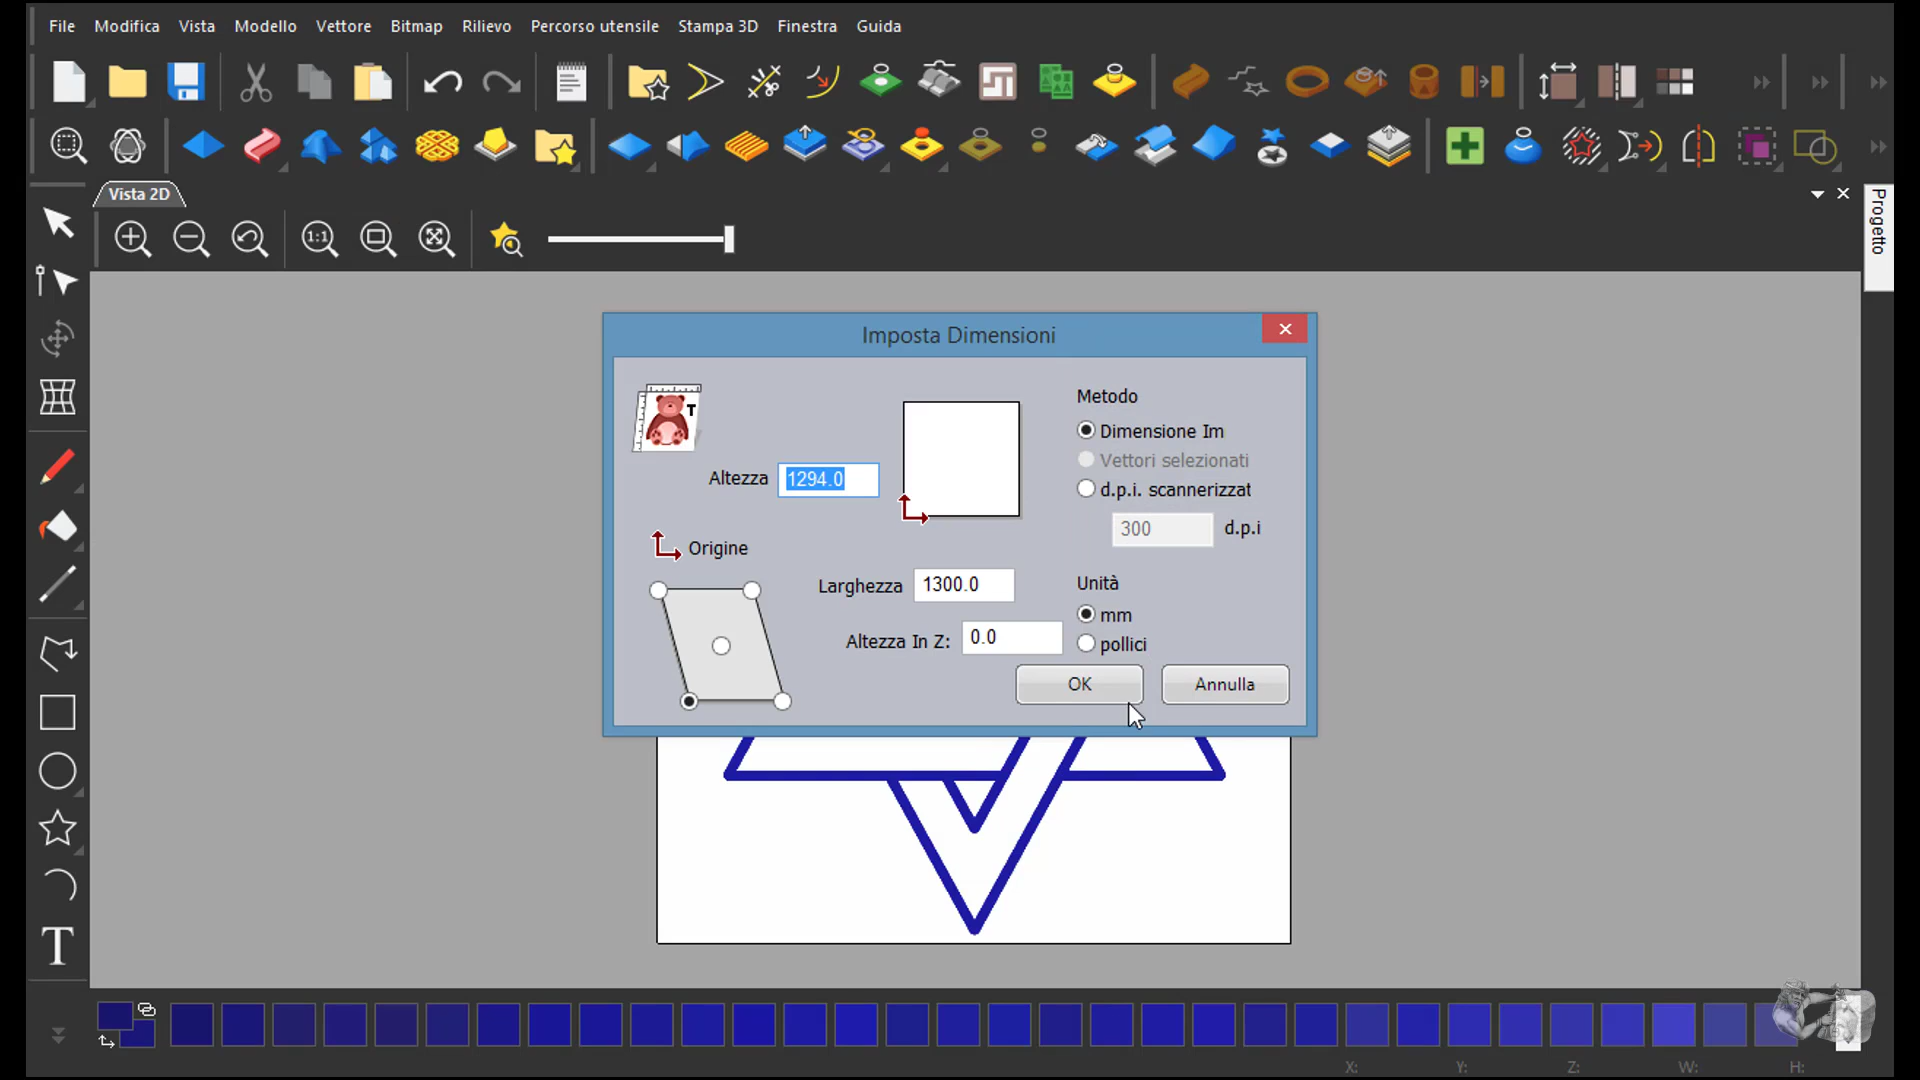 File Modifica Vista Modello Vettore Bitmap Rilievo Percorso utensile Stampa 3D Finestra Guida
Vista 2D
Progetto
1:1
Imposta Dimensioni
T
Metodo
Dimensione Im
Altezza 1294.0
Vettori selezionati
d.p.i. scannerizzat
300 d.p.i
Origine
Larghezza 1300.0
Unità
mm
Altezza In Z: 0.0
pollici
OK Annulla
T
X: Y: Z: W: H: